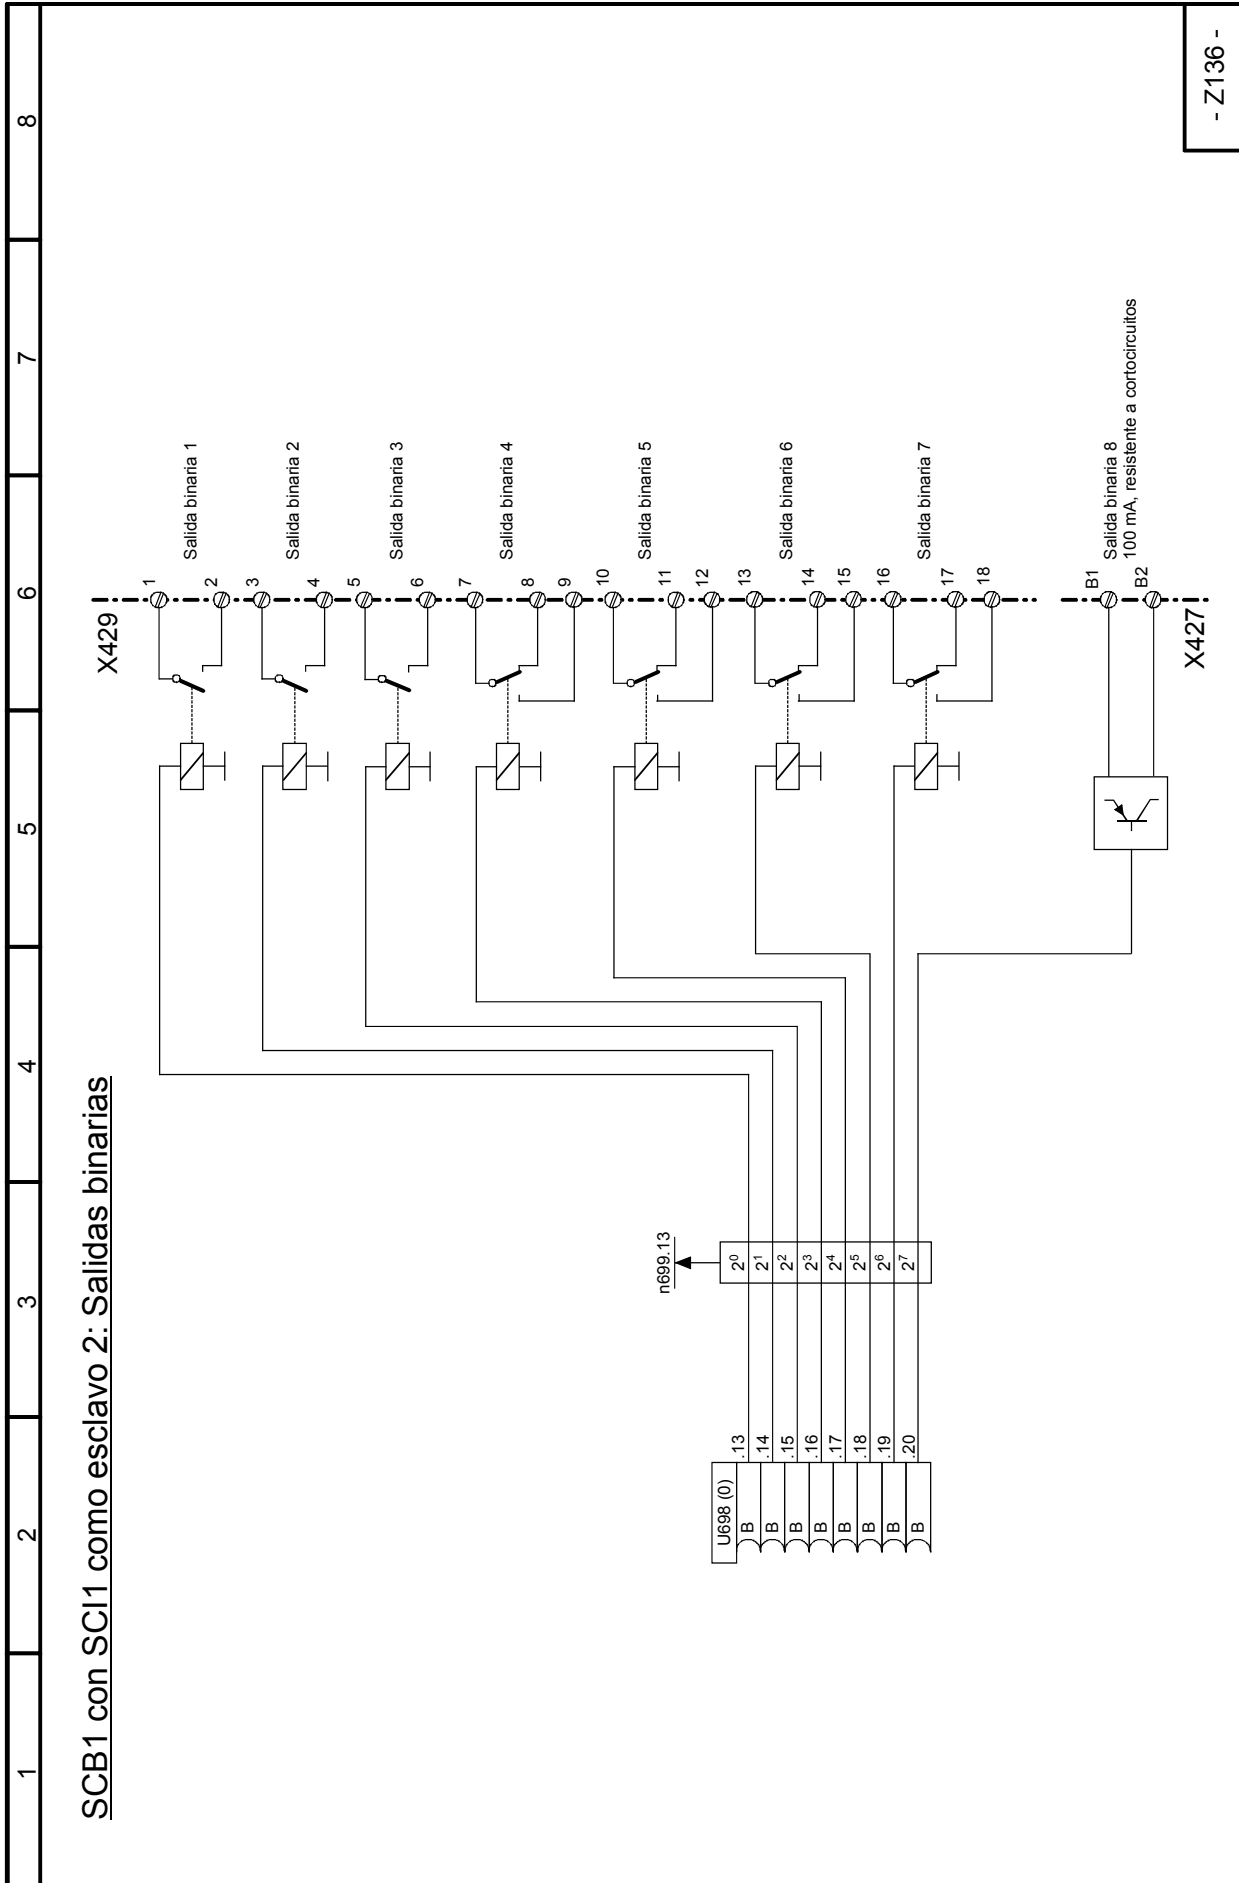 1 2 3 4 5 6 7 8
SCB1 con SCI1 como esclavo 2: Salidas binarias
X429
1
2
Salida binaria 1
3
4
Salida binaria 2
5
6
Salida binaria 3
7
8
9
Salida binaria 4
10
11
12
Salida binaria 5
13
14
15
Salida binaria 6
16
17
18
Salida binaria 7
n699.13
U698 (0)
B .13 2⁰
B .14 2¹
B .15 2²
B .16 2³
B .17 2⁴
B .18 2⁵
B .19 2⁶
B .20 2⁷
B1
B2
Salida binaria 8
100 mA, resistente a cortocircuitos
X427
- Z136 -